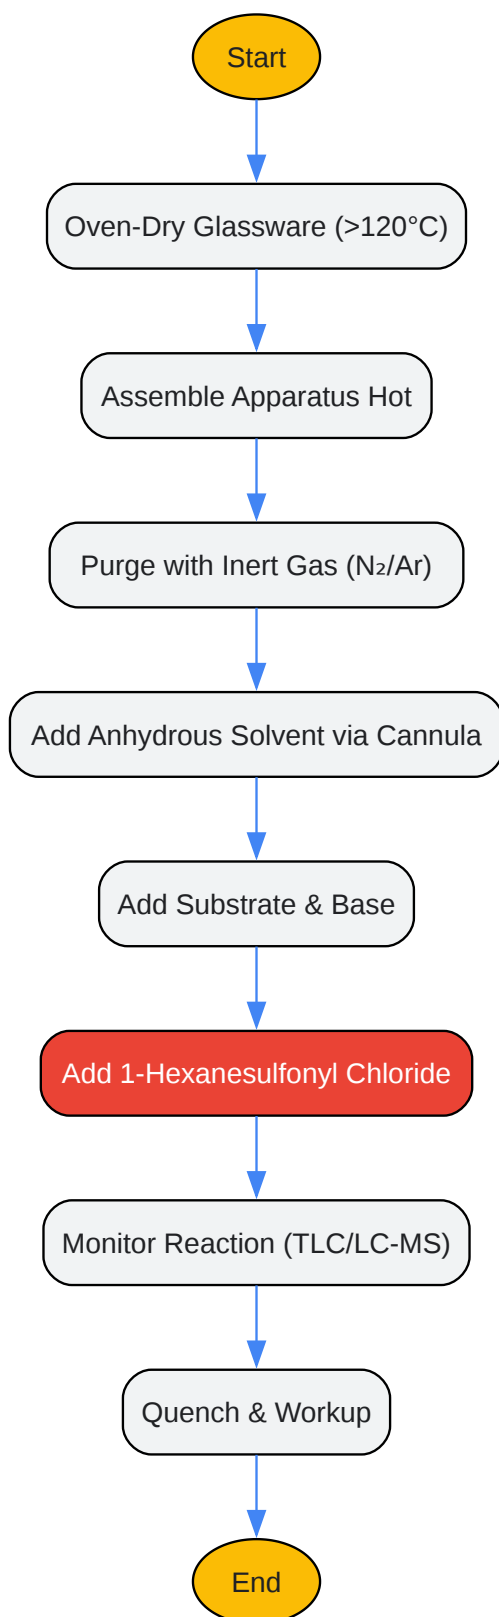 Start
Oven-Dry Glassware (>120°C)
Assemble Apparatus Hot
Purge with Inert Gas (N₂/Ar)
Add Anhydrous Solvent via Cannula
Add Substrate & Base
Add 1-Hexanesulfonyl Chloride
Monitor Reaction (TLC/LC-MS)
Quench & Workup
End